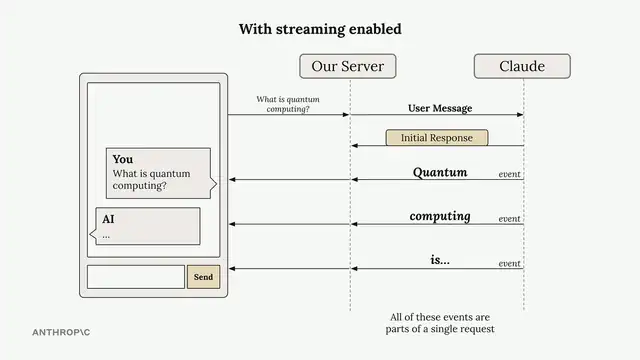 With streaming enabled
Our Server
Claude
What is quantum
computing?
User Message
Initial Response
You
What is quantum
computing?
Quantum
event
AI
...
computing
event
is...
event
Send
All of these events are
parts of a single request
ANTHROP\C